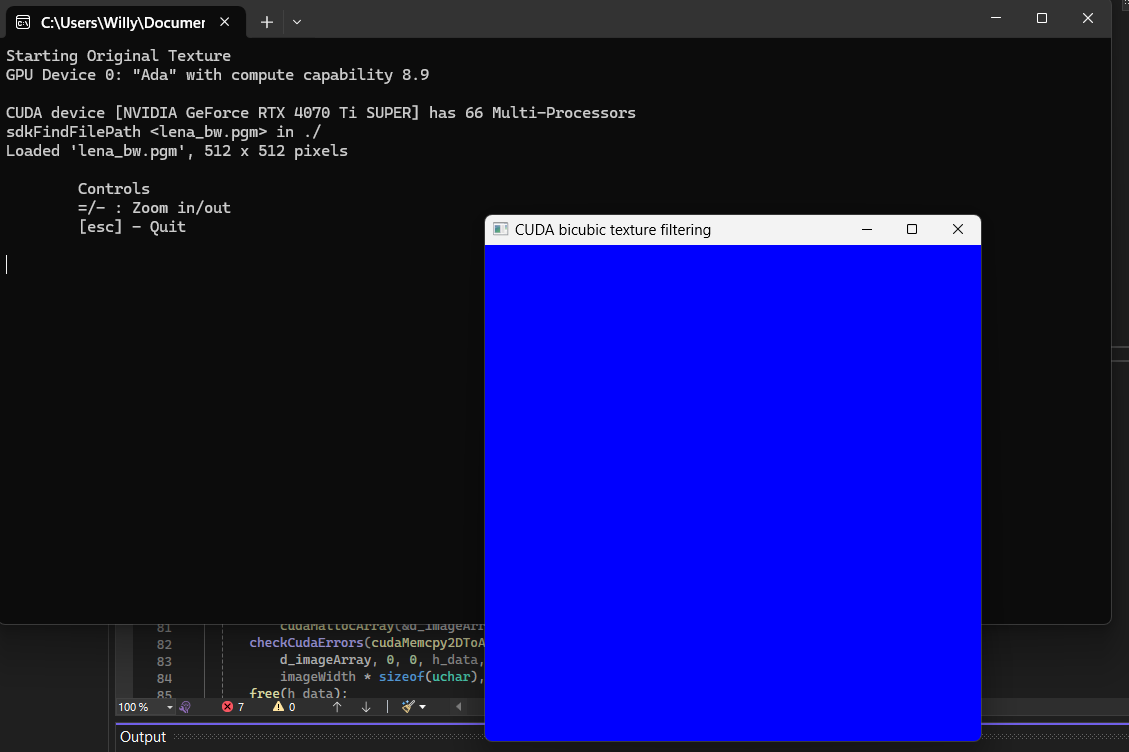 C:\Users\Willy\Documer
Starting Original Texture
GPU Device 0: "Ada" with compute capability 8.9
CUDA device [NVIDIA GeForce RTX 4070 Ti SUPER] has 66 Multi-Processors
sdkFindFilePath <lena_bw.pgm> in ./
Loaded 'lena_bw.pgm', 512 x 512 pixels
Controls
=/- : Zoom in/out
[esc] - Quit
CUDA bicubic texture filtering
81 cudaMallocArray(&d_imageArr
82 checkCudaErrors(cudaMemcpy2DToA
83 d_imageArray, 0, 0, h_data,
84 imageWidth * sizeof(uchar),
85 free(h_data);
100 % 7 0
Output